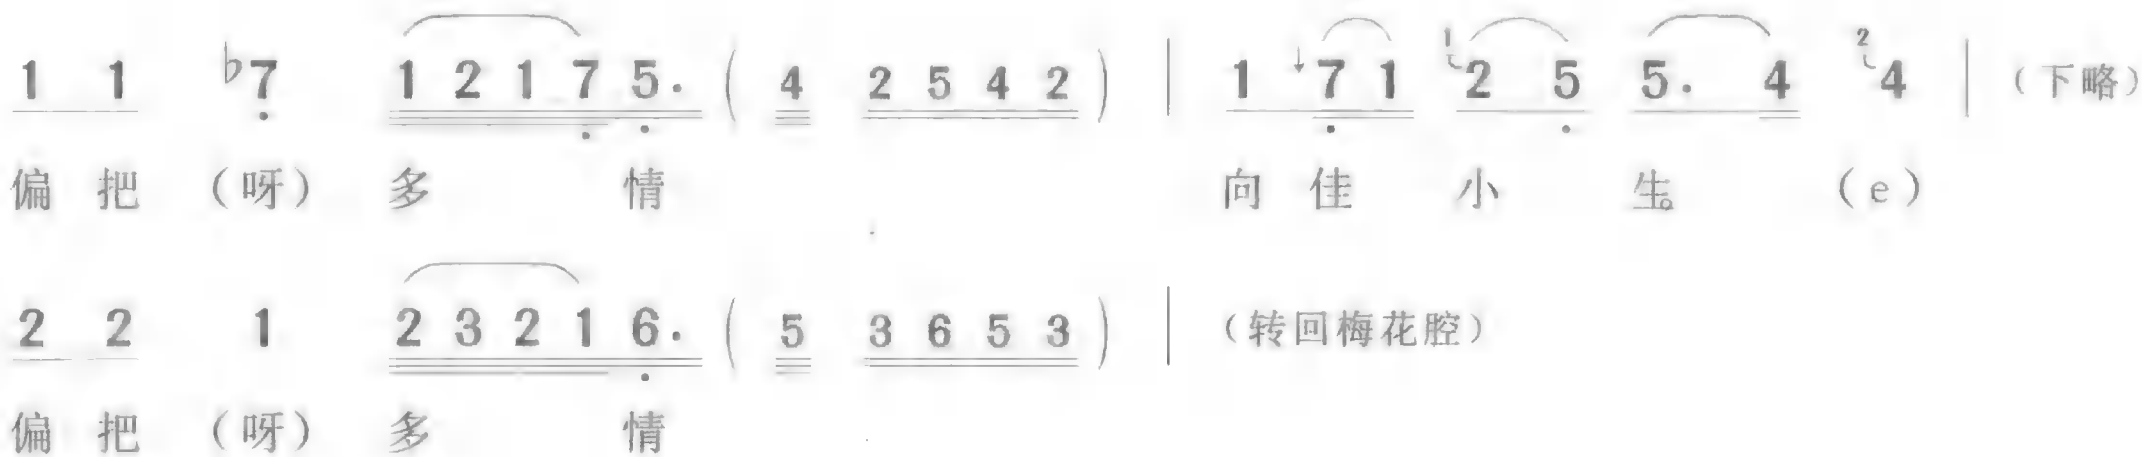 1 1 ♭7 1 2 1 7 5. ( 4 2 5 4 2 ) | 1 ↓7 1 1 2 5 5. 4 2 4 | （下略）
偏 把 （呀） 多 情 向 佳 小 生。 （e）
2 2 1 2 3 2 1 6. ( 5 3 6 5 3 ) | （转回梅花腔）
偏 把 （呀） 多 情